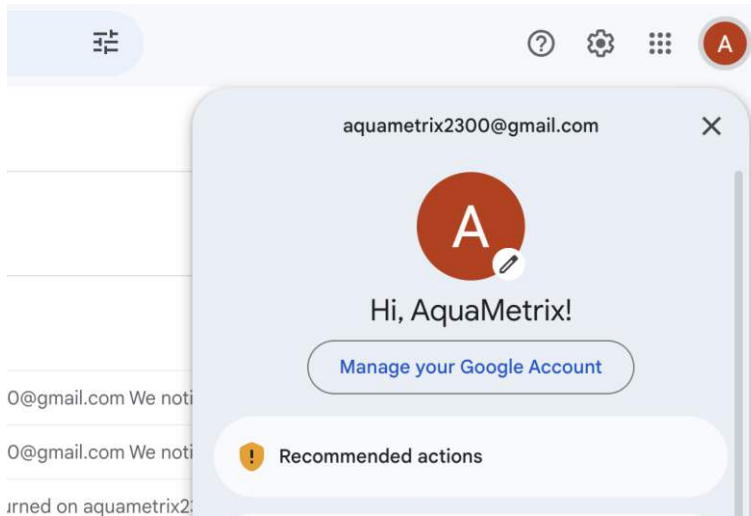 A
aquametrix2300@gmail.com
A
Hi, AquaMetrix!
Manage your Google Account
0@gmail.com We noti
0@gmail.com We noti
! Recommended actions
urned on aquametrix2